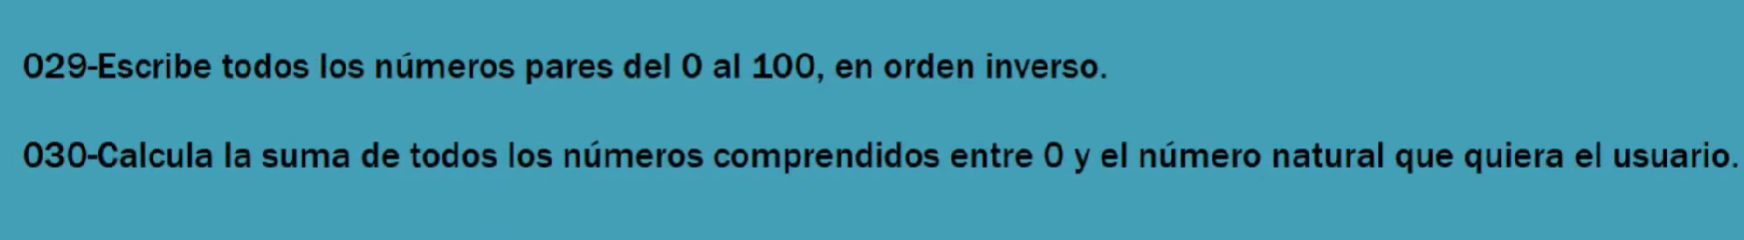 029-Escribe todos los números pares del 0 al 100, en orden inverso.
030-Calcula la suma de todos los números comprendidos entre 0 y el número natural que quiera el usuario.